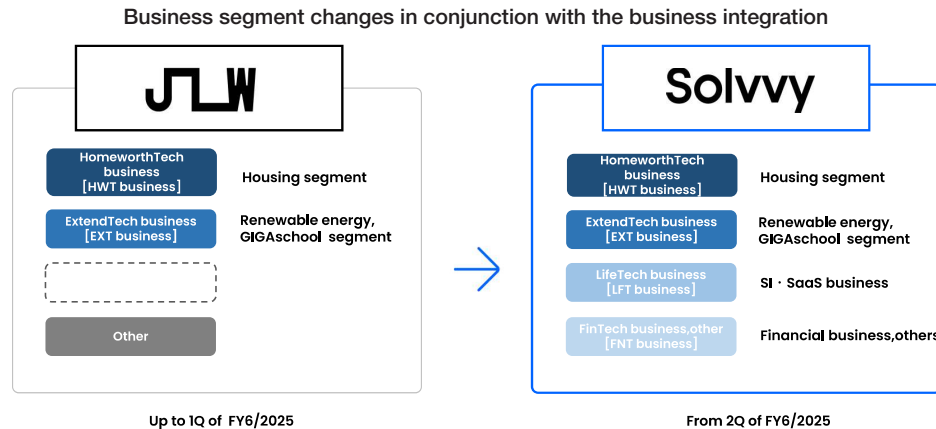 Business segment changes in conjunction with the business integration
JLW
HomeworthTech
business
[HWT business]
Housing segment
ExtendTech business
[EXT business]
Renewable energy,
GIGAschool segment
Other
Up to 1Q of FY6/2025
Solvvy
HomeworthTech
business
[HWT business]
Housing segment
ExtendTech business
[EXT business]
Renewable energy,
GIGAschool segment
LifeTech business
[LFT business]
SI・SaaS business
FinTech business,other
[FNT business]
Financial business,others
From 2Q of FY6/2025